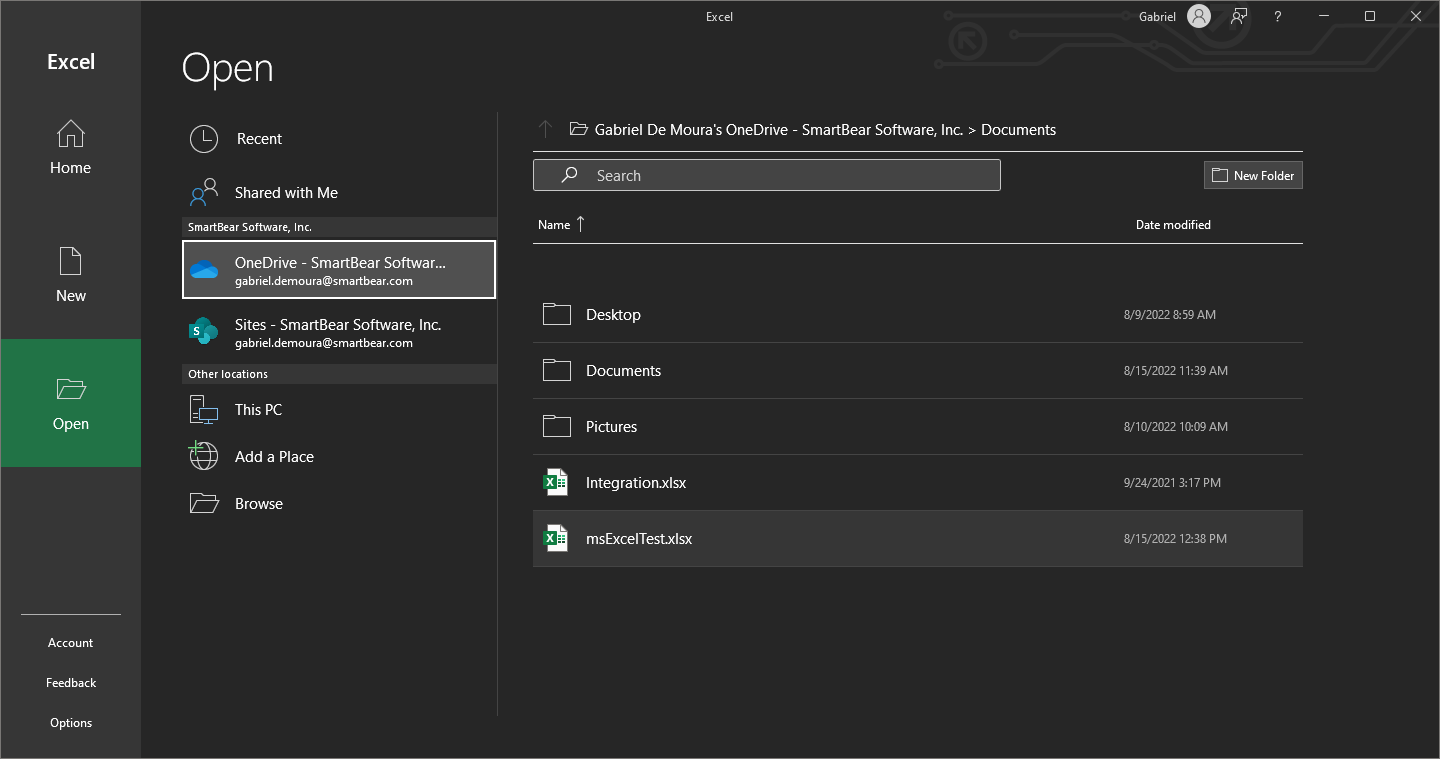 Excel
Gabriel
?
Excel
Home
New
Open
Account
Feedback
Options
Open
Recent
Shared with Me
SmartBear Software, Inc.
OneDrive - SmartBear Softwar...
gabriel.demoura@smartbear.com
S
Sites - SmartBear Software, Inc.
gabriel.demoura@smartbear.com
Other locations
This PC
Add a Place
Browse
Gabriel De Moura's OneDrive - SmartBear Software, Inc. > Documents
Search
New Folder
Name Date modified
Desktop 8/9/2022 8:59 AM
Documents 8/15/2022 11:39 AM
Pictures 8/10/2022 10:09 AM
X Integration.xlsx 9/24/2021 3:17 PM
X msExcelTest.xlsx 8/15/2022 12:38 PM